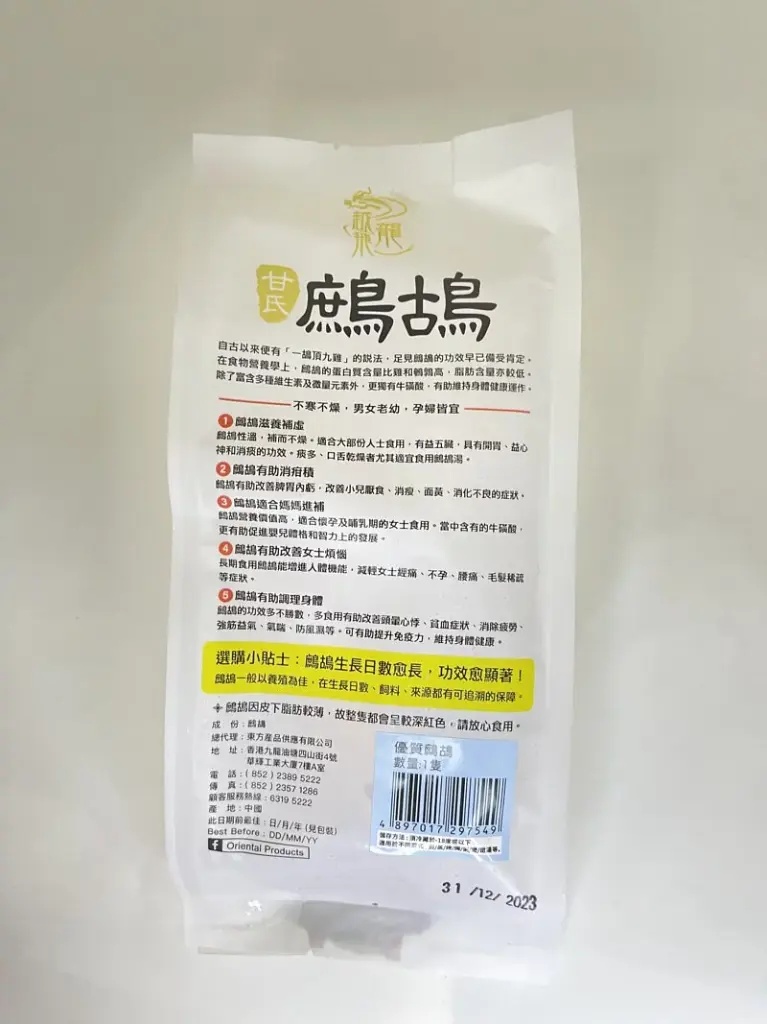 甘氏
鷓鴣
自古以來便有「一鴣頂九雞」的說法，足見鷓鴣的功效早已備受肯定。
在食物營養學上，鷓鴣的蛋白質含量比雞和鵪鶉高，脂肪含量亦較低。
除了富含多種維生素及微量元素外，更獨有牛磺酸，有助維持身體健康運作。
不寒不燥，男女老幼，孕婦皆宜
1 鷓鴣滋養補虛
鷓鴣性溫，補而不燥。適合大部份人士食用，有益五臟，具有開胃、益心
神和消痰的功效。痰多、口舌乾燥者尤其適宜食用鷓鴣湯。
2 鷓鴣有助消疳積
鷓鴣有助改善脾胃內虧，改善小兒厭食、消瘦、面黃、消化不良的症狀。
3 鷓鴣適合媽媽進補
鷓鴣營養價值高，適合懷孕及哺乳期的女士食用。當中含有的牛磺酸，
更有助促進嬰兒體格和智力上的發展。
4 鷓鴣有助改善女士煩惱
長期食用鷓鴣能增進人體機能，減輕女士經痛、不孕、腰痛、毛髮稀疏
等症狀。
5 鷓鴣有助調理身體
鷓鴣的功效多不勝數，多食用有助改善頭暈心悸、貧血症狀、消除疲勞、
強筋益氣、氣喘、防風濕等。可有助提升免疫力，維持身體健康。
選購小貼士：鷓鴣生長日數愈長，功效愈顯著！
鷓鴣一般以養殖為佳，在生長日數、飼料、來源都有可追溯的保障。
鷓鴣因皮下脂肪較薄，故整隻都會呈較深紅色，請放心食用。
成　份：鷓鴣
總代理：東方產品供應有限公司
地　址：香港九龍油塘四山街4號
華輝工業大廈7樓A室
電　話：(852) 2389 5222
傳　真：(852) 2357 1286
顧客服務熱線：6319 5222
產　地：中國
此日期前最佳：日/月/年 (見包裝)
Best Before：DD/MM/YY
f Oriental Products
優質鷓鴣
數量:1隻
4 897017 297549
儲存方法:須冷藏於-18度或以下
31 /12/ 2023